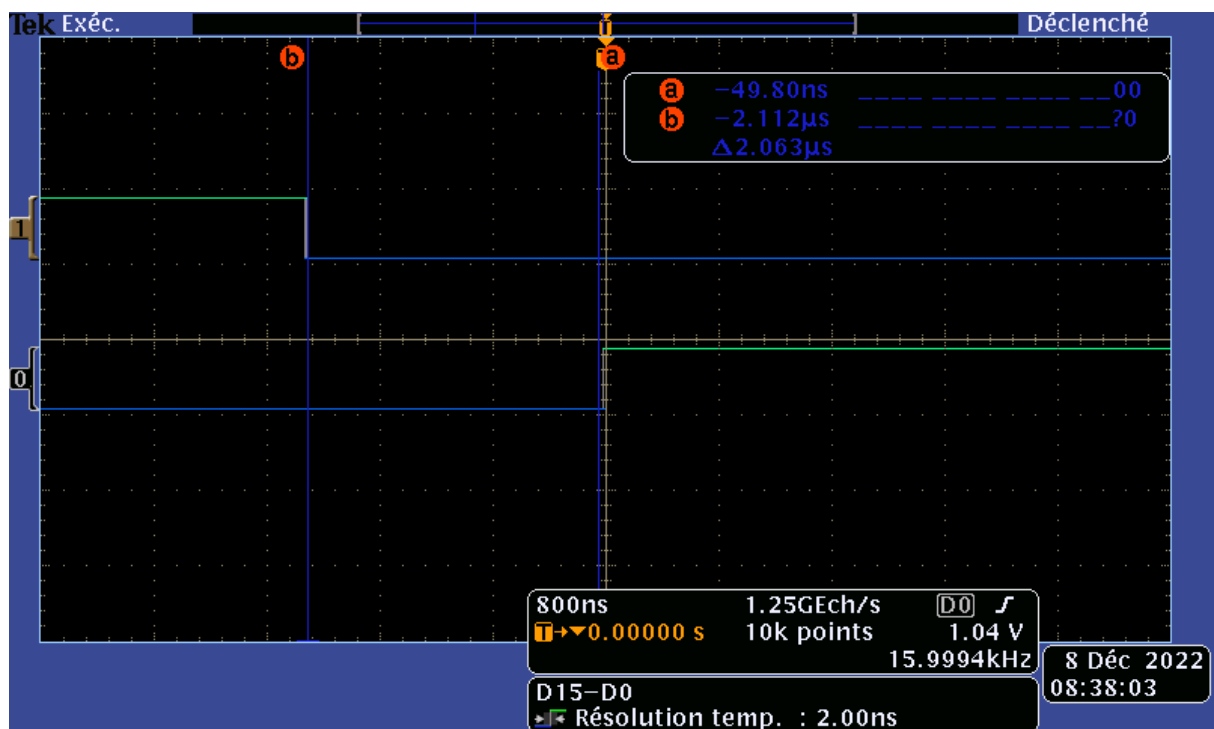 Tek Exéc. Déclenché
b a
a -49.80ns ____ ____ ____ __00
b -2.112µs ____ ____ ____ __?0
Δ2.063µs
1
0
800ns 1.25GEch/s D0
T→▼0.00000 s 10k points 1.04 V
15.9994kHz
8 Déc 2022
08:38:03
D15-D0
Résolution temp. : 2.00ns